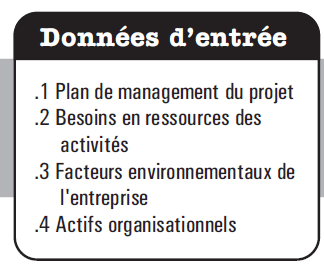 Données d'entrée
.1 Plan de management du projet
.2 Besoins en ressources des
activités
.3 Facteurs environnementaux de
l'entreprise
.4 Actifs organisationnels